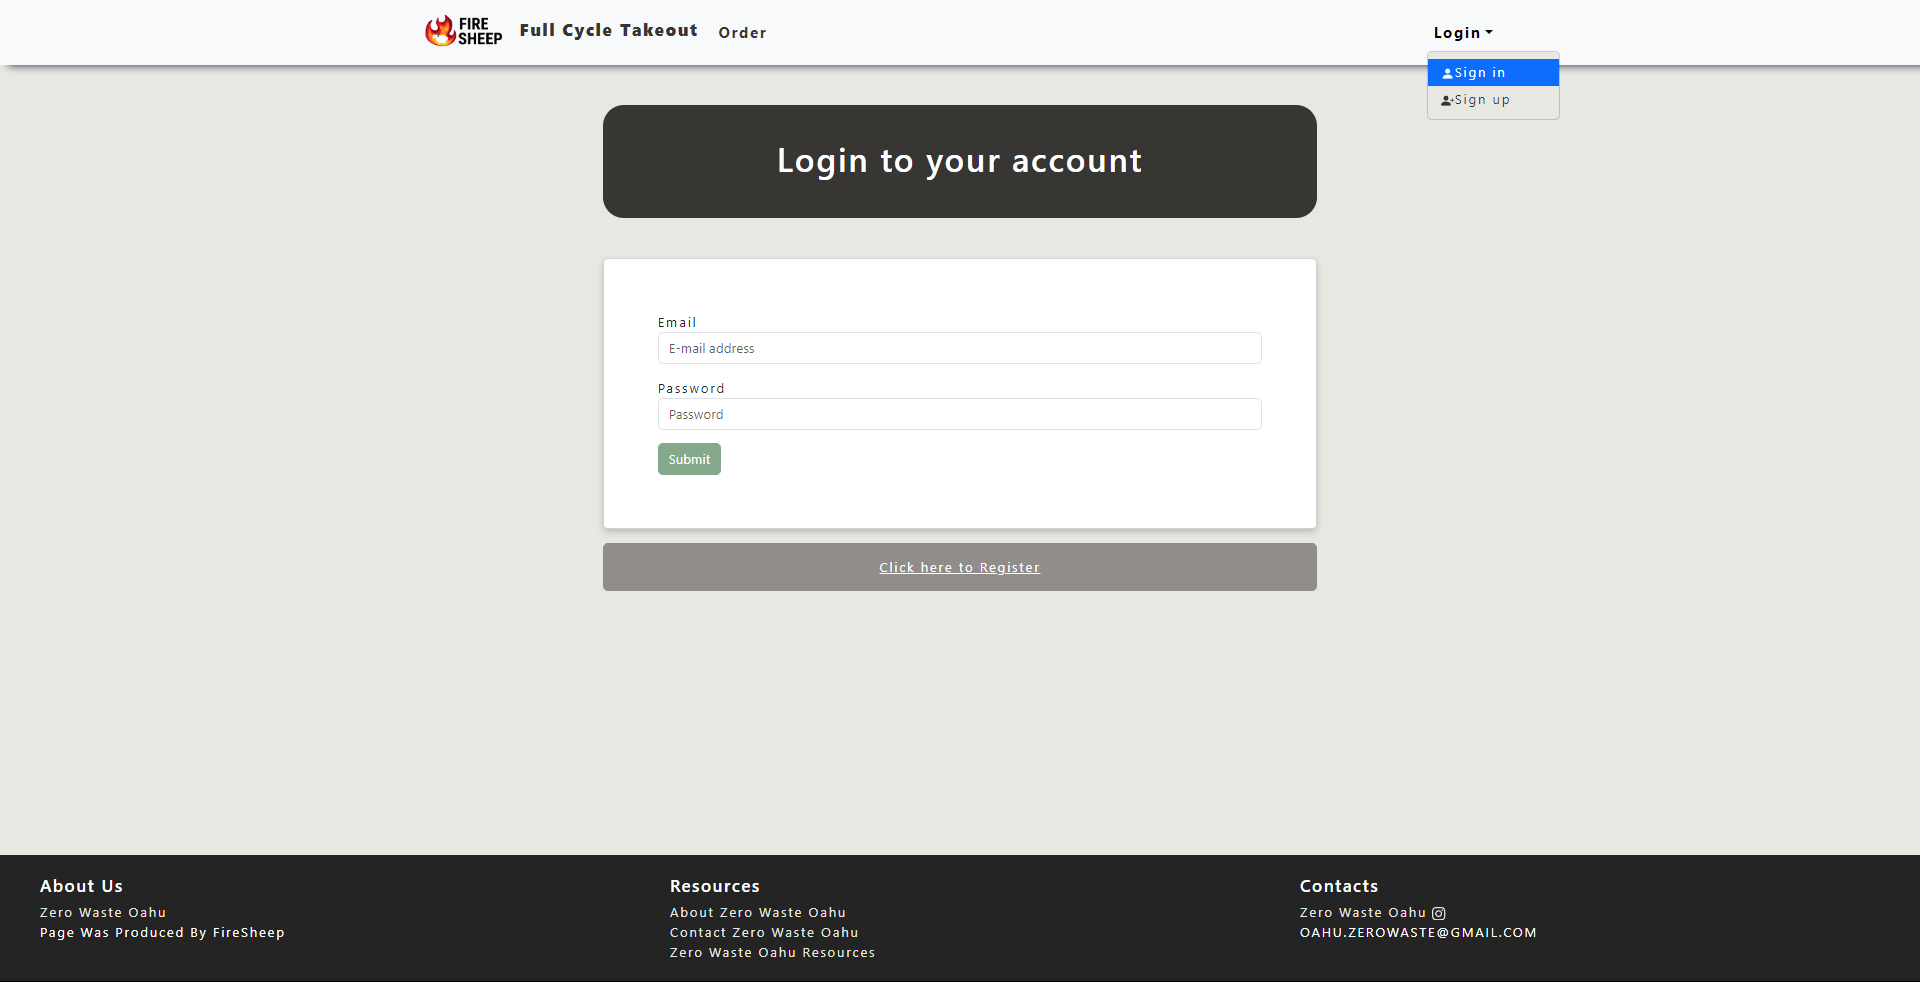 FIRE
SHEEP
Full Cycle Takeout
Order
Login
Sign in
Sign up
Login to your account
Email
E-mail address
Password
Password
Submit
Click here to Register
About Us
Zero Waste Oahu
Page Was Produced By FireSheep
Resources
About Zero Waste Oahu
Contact Zero Waste Oahu
Zero Waste Oahu Resources
Contacts
Zero Waste Oahu
OAHU.ZEROWASTE@GMAIL.COM